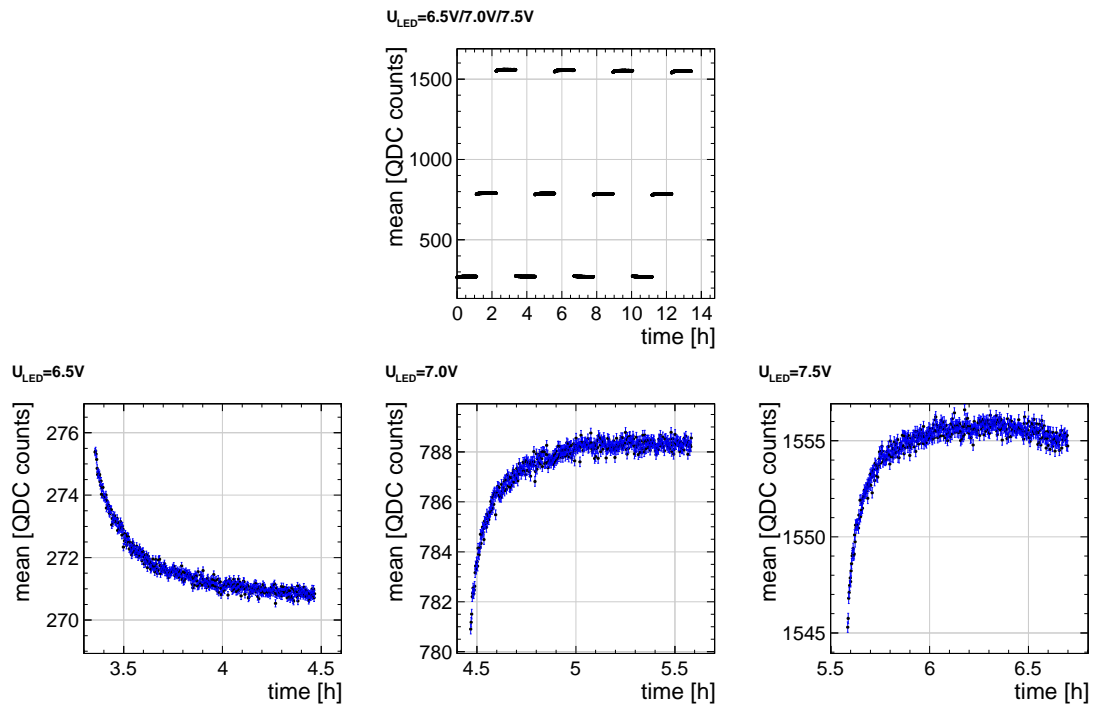 U_LED=6.5V/7.0V/7.5V
mean [QDC counts]
1500
1000
500
0 2 4 6 8 10 12 14
time [h]
U_LED=6.5V
mean [QDC counts]
276
274
272
270
3.5 4 4.5
time [h]
U_LED=7.0V
mean [QDC counts]
788
786
784
782
780
4.5 5 5.5
time [h]
U_LED=7.5V
mean [QDC counts]
1555
1550
1545
5.5 6 6.5
time [h]